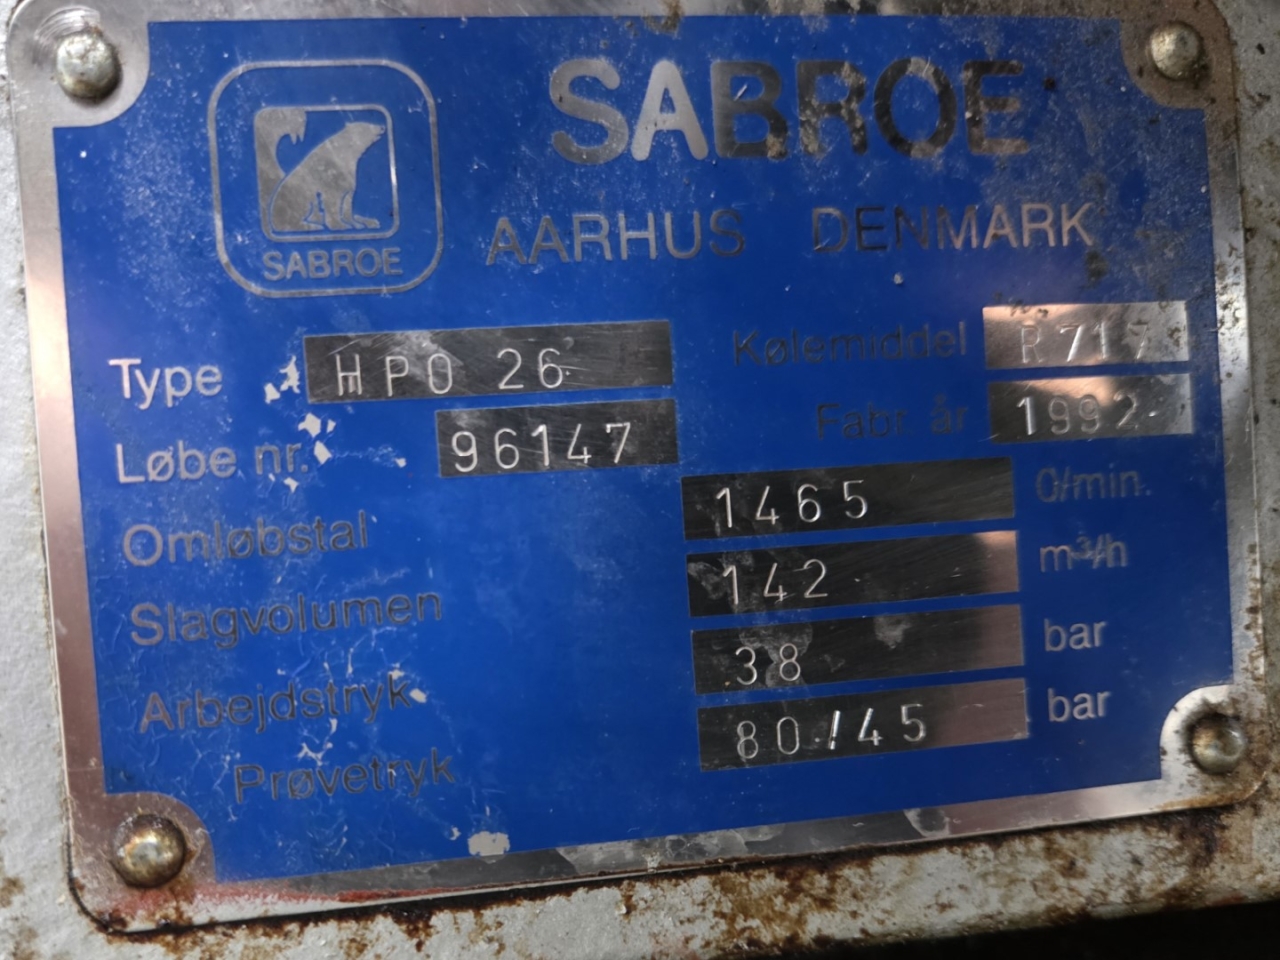 SABROE
SABROE
AARHUS DENMARK
Type HPO 26 Kølemiddel R717
Løbe nr. 96147 Fabr. år 1992
Omløbstal 1465 O/min.
Slagvolumen 142 m³/h
Arbejdstryk 38 bar
Prøvetryk 80/45 bar